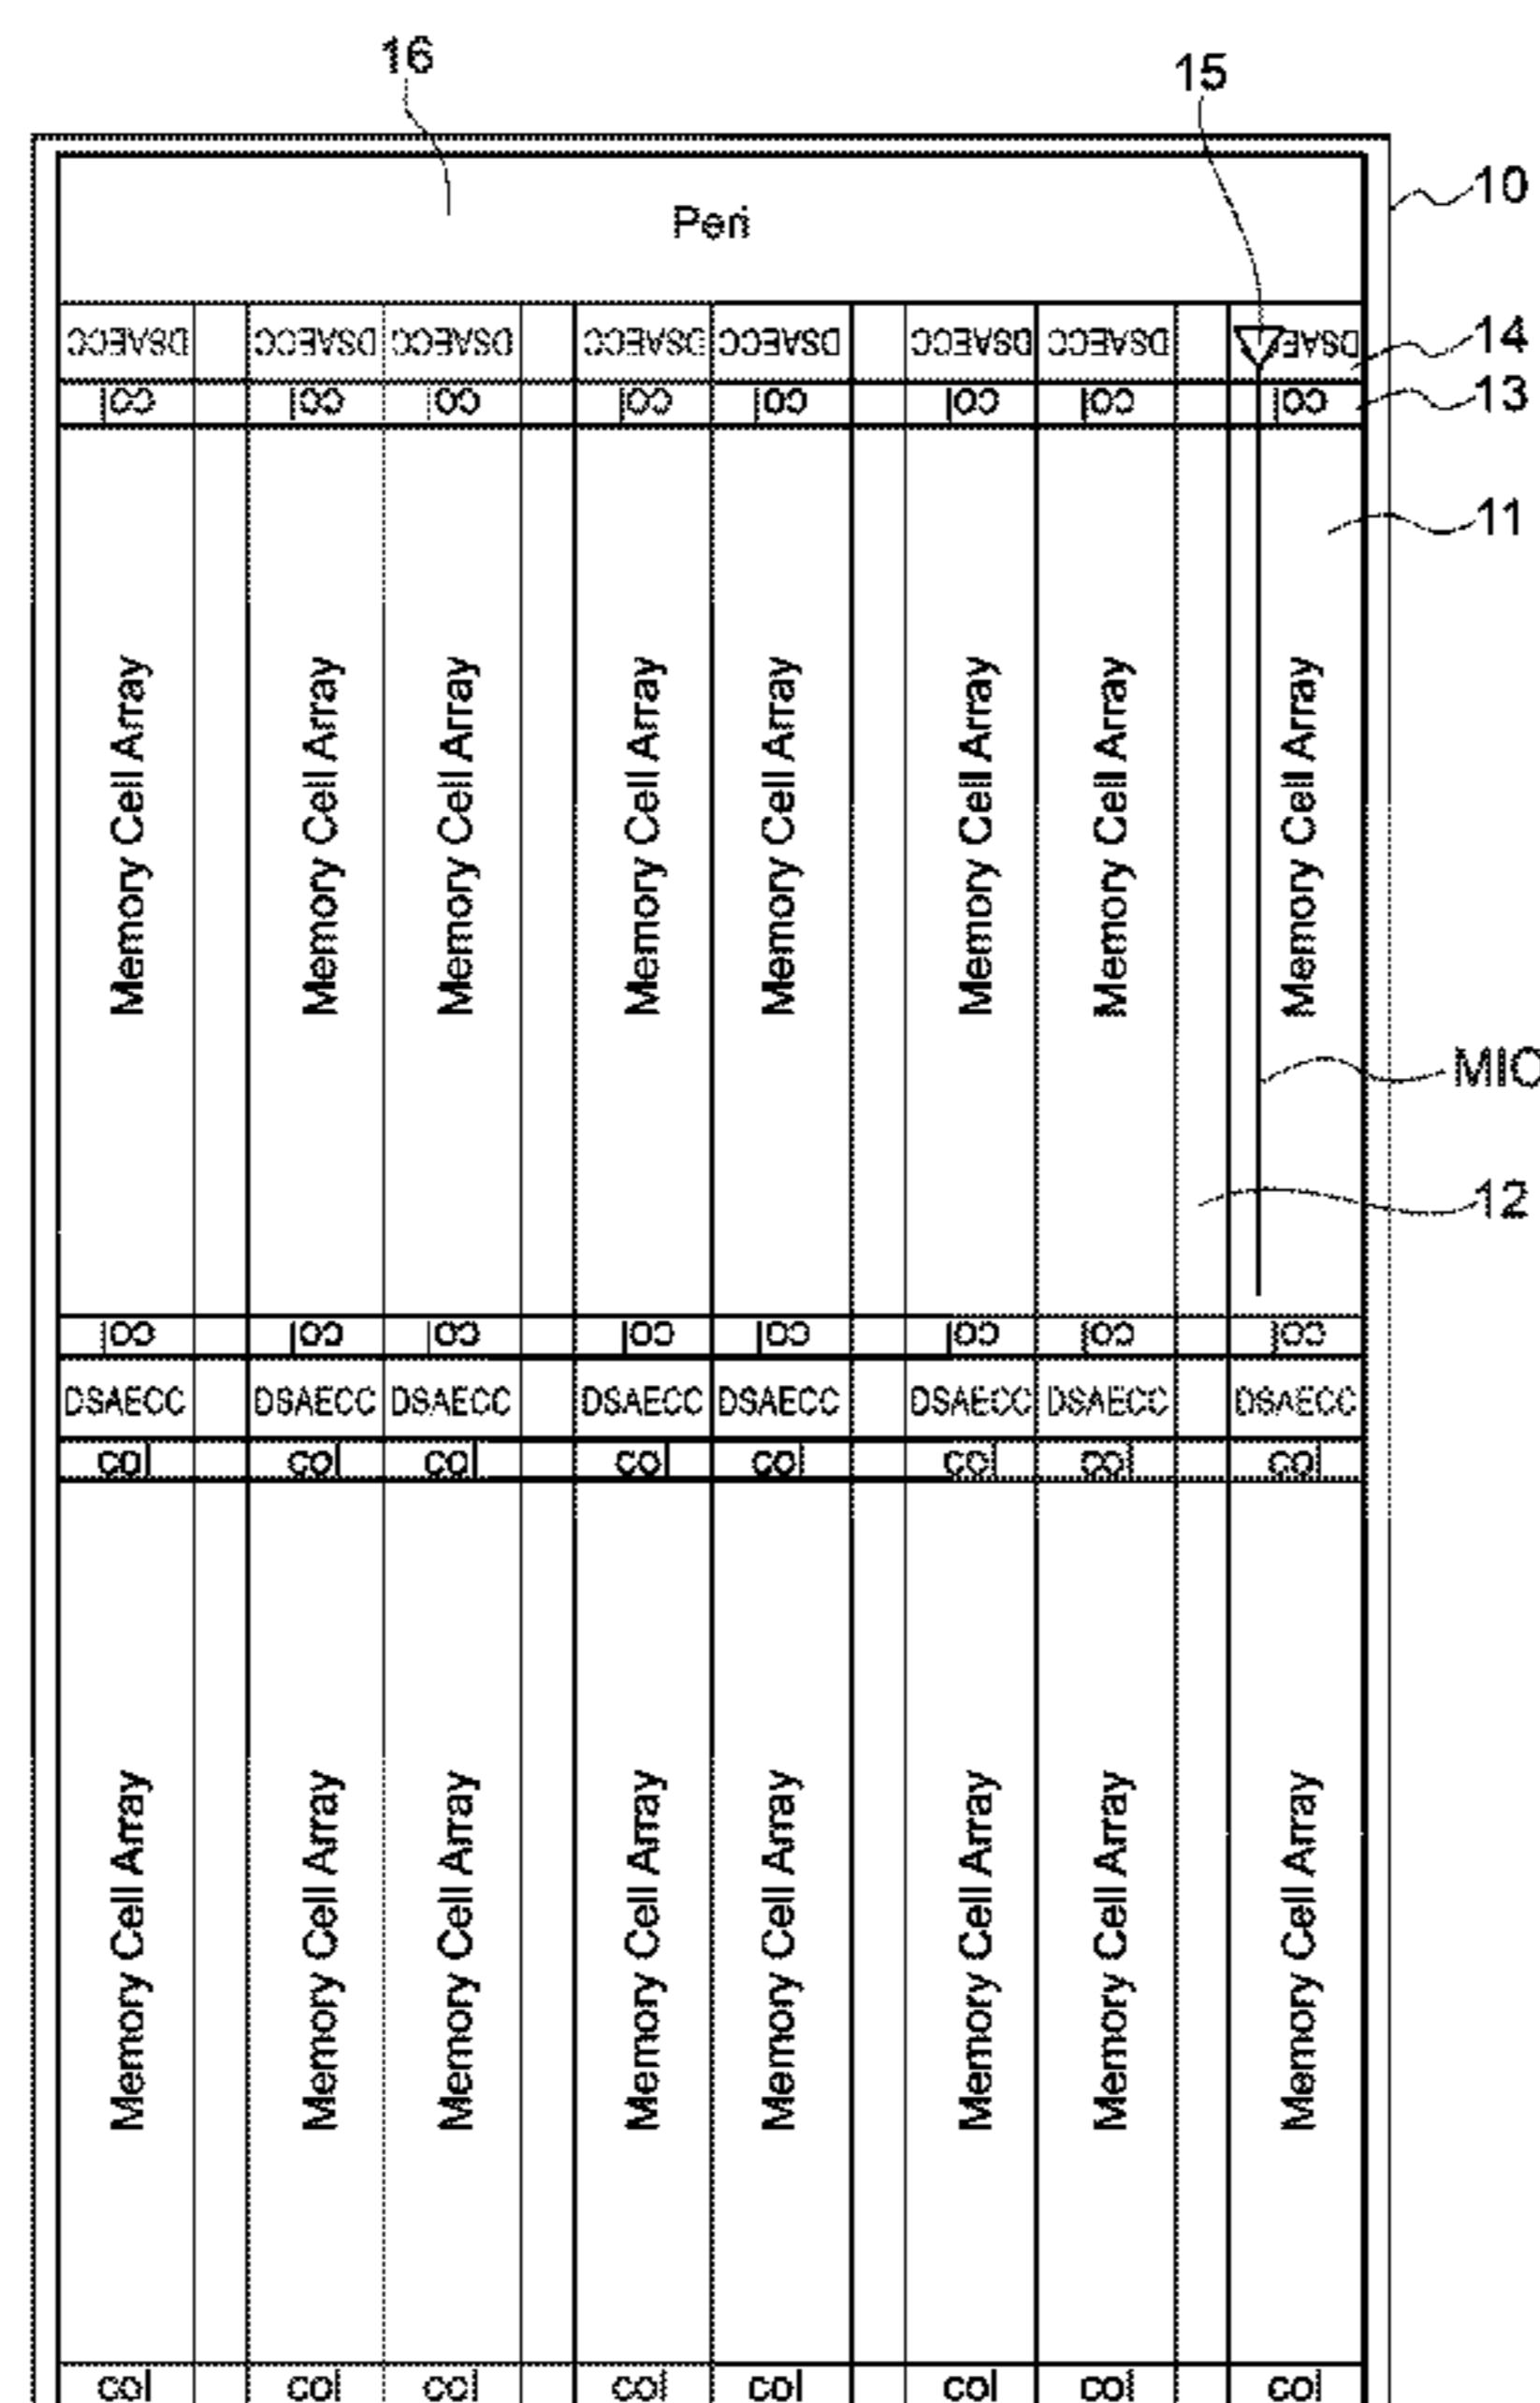 16
15
10
Peri
DSAECC DSAECC DSAECC DSAECC DSAECC DSAECC DSAECC DSAE
14
col col col col col col col col
13
11
Memory Cell Array Memory Cell Array Memory Cell Array Memory Cell Array Memory Cell Array Memory Cell Array Memory Cell Array Memory Cell Array
MIO
12
col col col col col col col col
DSAECC DSAECC DSAECC DSAECC DSAECC DSAECC DSAECC DSAECC
col col col col col col col col
Memory Cell Array Memory Cell Array Memory Cell Array Memory Cell Array Memory Cell Array Memory Cell Array Memory Cell Array Memory Cell Array
col col col col col col col col